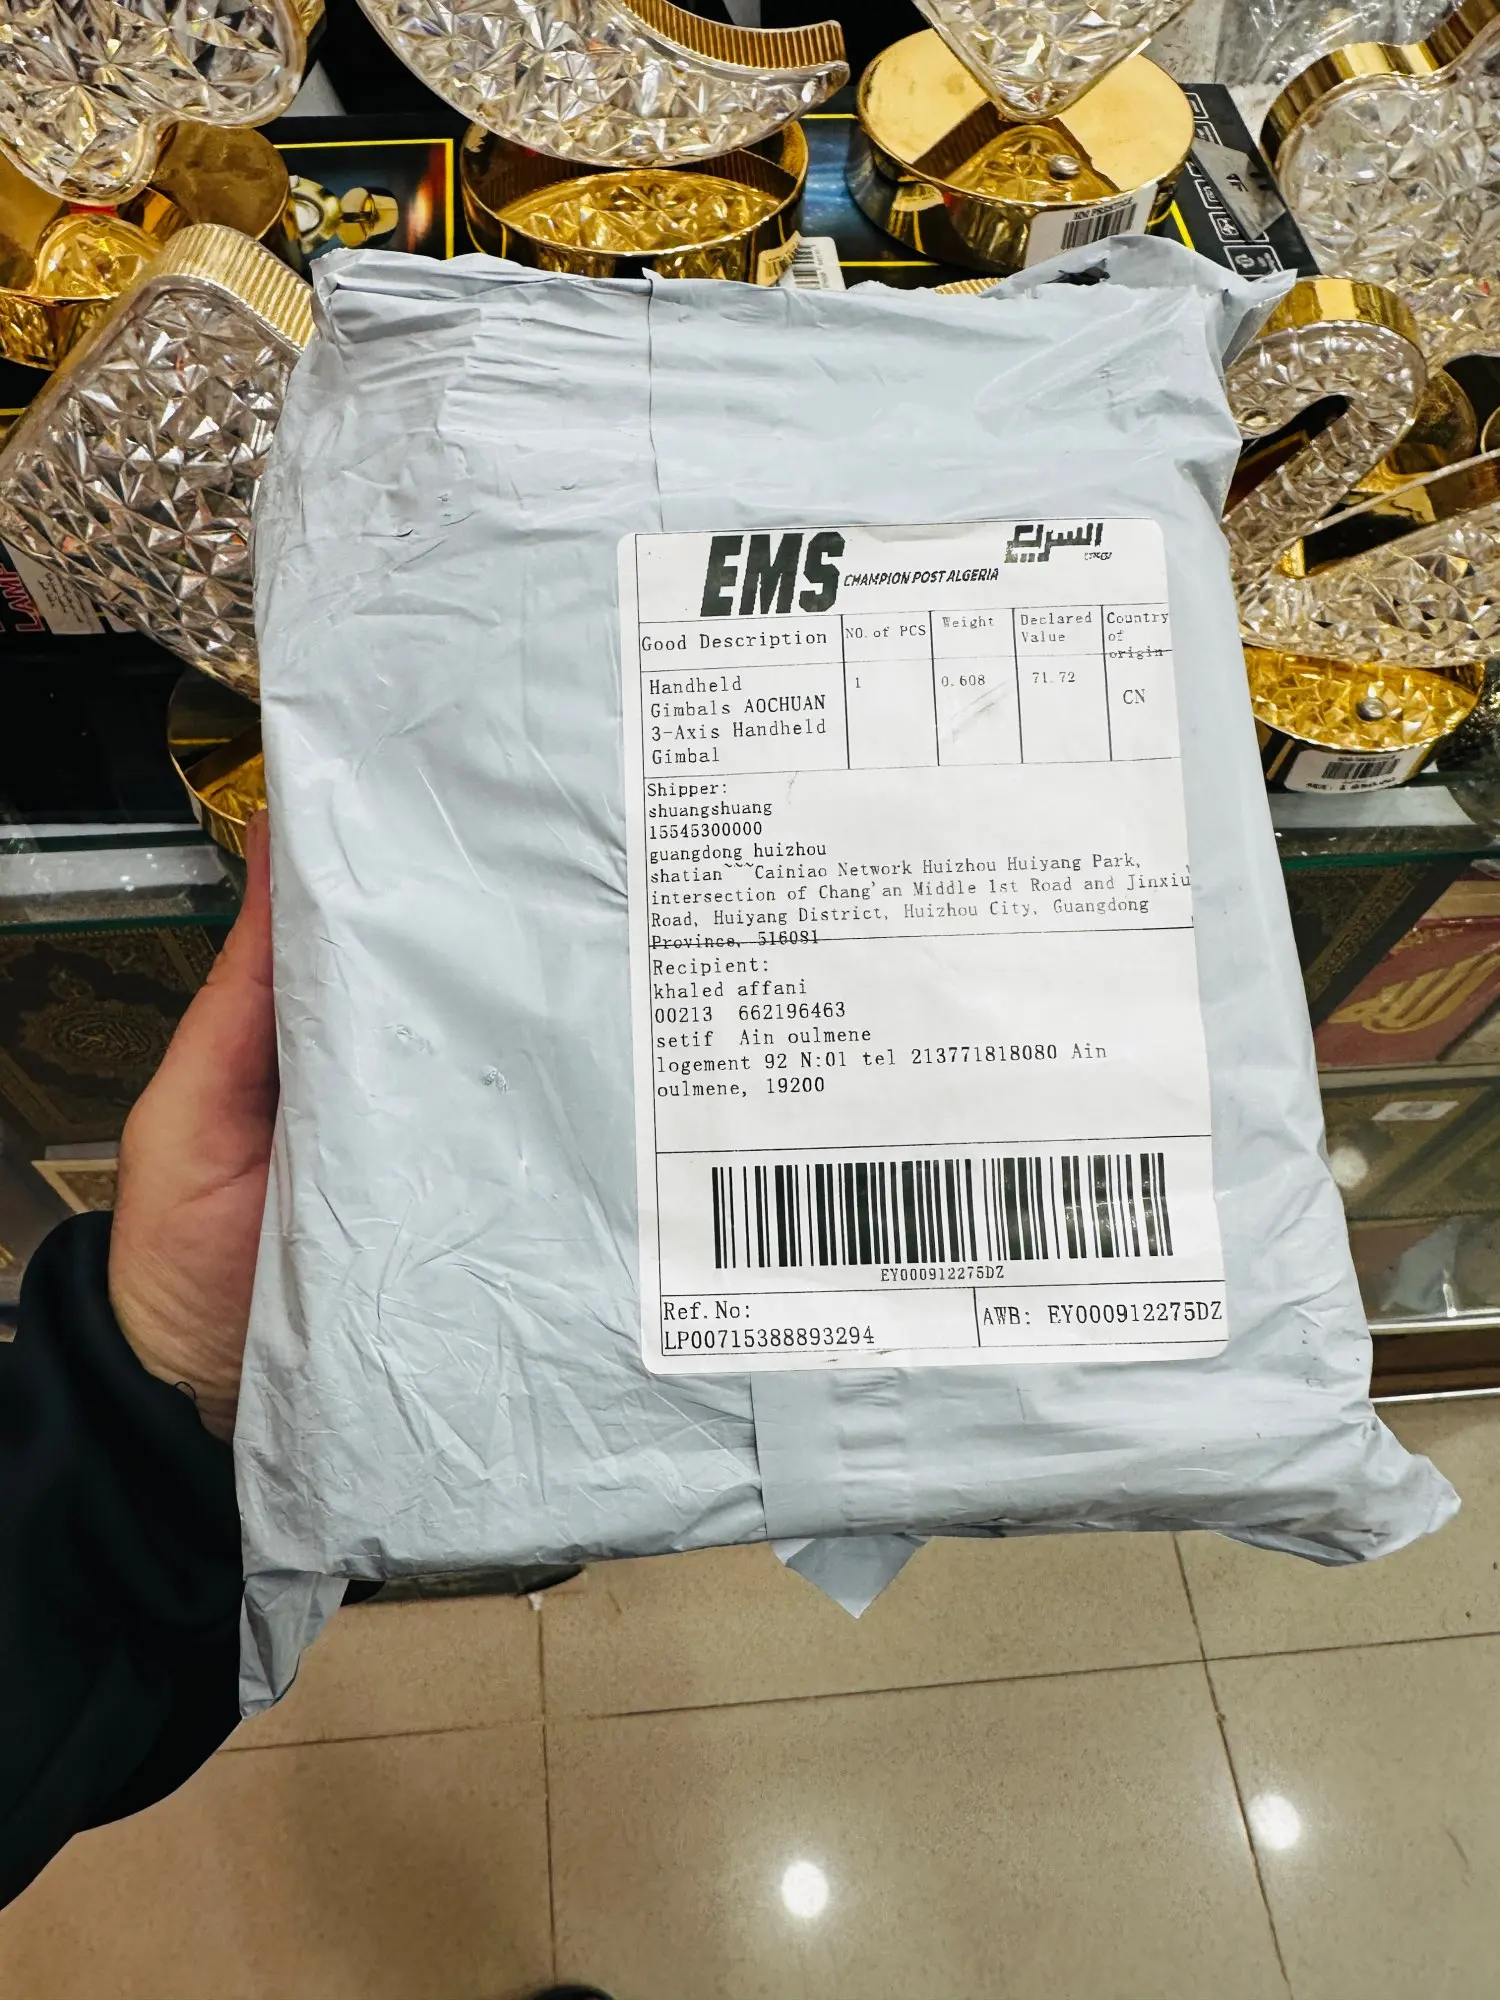 EMS
CHAMPION POST ALGERIA
السريع
Good Description
NO. of PCS
Weight
Declared
Value
Country
of
origin
Handheld
Gimbals AOCHUAN
3-Axis Handheld
Gimbal
1
0.608
71.72
CN
Shipper:
shuangshuang
15545300000
guangdong huizhou
shatian~~~Cainiao Network Huizhou Huiyang Park,
intersection of Chang'an Middle 1st Road and Jinxiu
Road, Huiyang District, Huizhou City, Guangdong
Province, 516081
Recipient:
khaled affani
00213 662196463
setif Ain oulmene
logement 92 N:01 tel 213771818080 Ain
oulmene, 19200
EY000912275DZ
Ref.No:
LP00715388893294
AWB: EY000912275DZ
LAMP